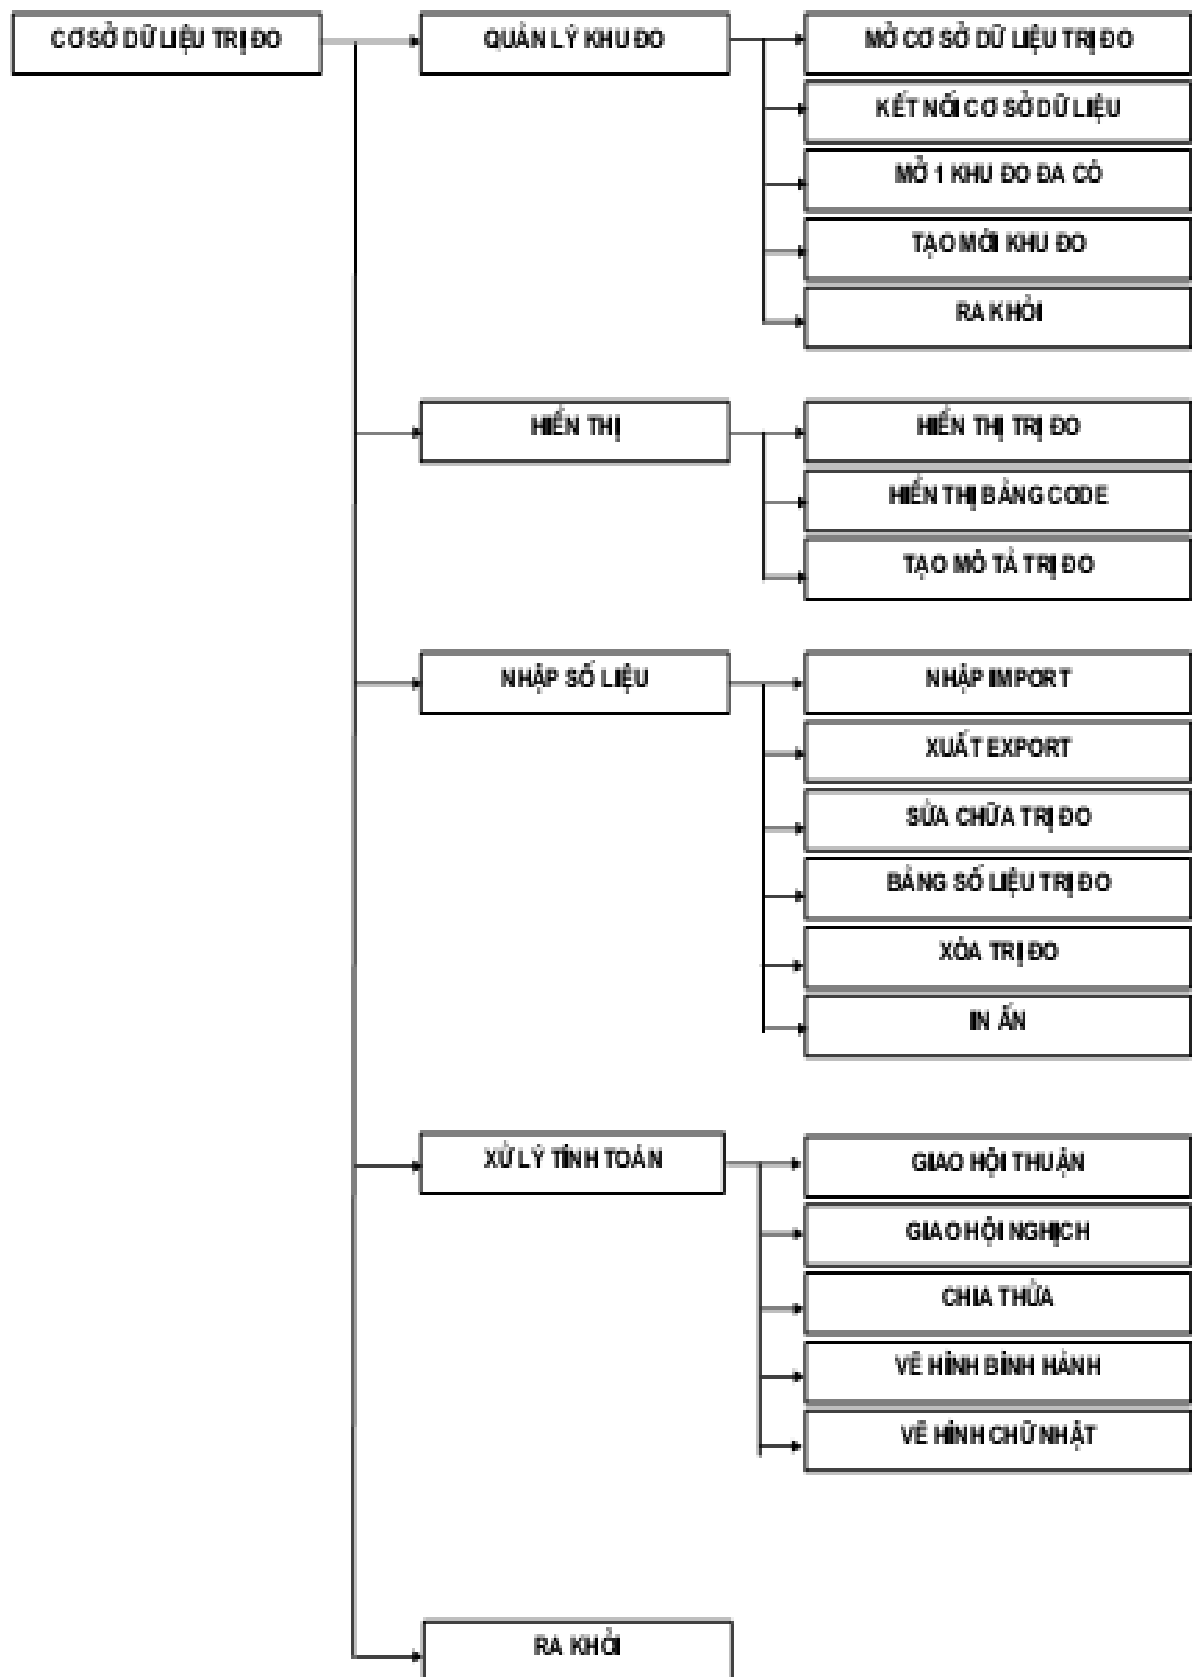 CƠ SỞ DỮ LIỆU TRỊ ĐO
QUẢN LÝ KHU ĐO
MỞ CƠ SỞ DỮ LIỆU TRỊ ĐO
KẾT NỐI CƠ SỞ DỮ LIỆU
MỞ 1 KHU ĐO ĐA CÓ
TẠO MỚI KHU ĐO
RA KHỎI
HIỂN THỊ
HIỂN THỊ TRỊ ĐO
HIỂN THỊ BẢNG CODE
TẠO MÔ TẢ TRỊ ĐO
NHẬP SỐ LIỆU
NHẬP IMPORT
XUẤT EXPORT
SỬA CHỮA TRỊ ĐO
BẢNG SỐ LIỆU TRỊ ĐO
XÓA TRỊ ĐO
IN ẤN
XỬ LÝ TÍNH TOÁN
GIAO HỘI THUẬN
GIAO HỘI NGHỊCH
CHIA THỬA
VẼ HÌNH BÌNH HÀNH
VẼ HÌNH CHỮ NHẬT
RA KHỎI